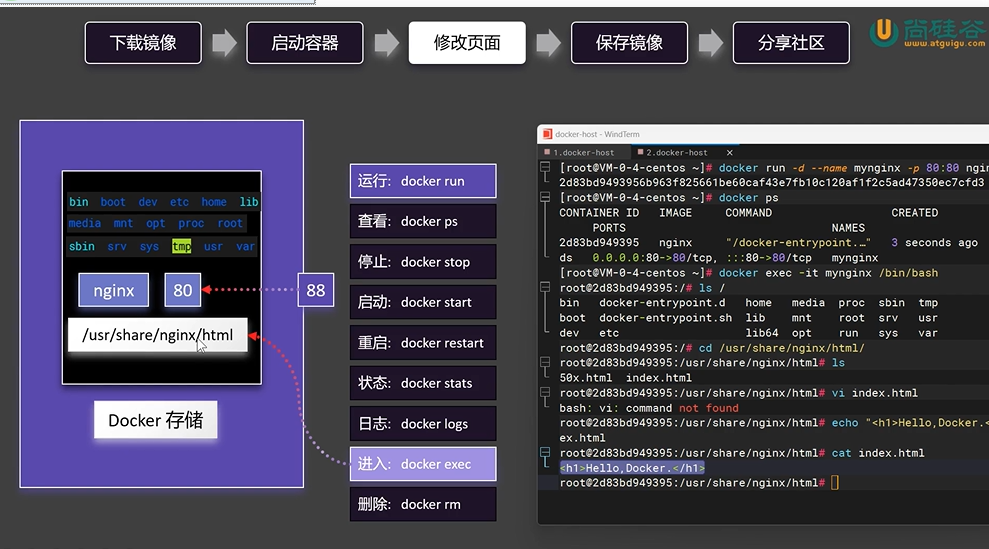 下载镜像
启动容器
修改页面
保存镜像
分享社区
尚硅谷
www.atguigu.com
bin boot dev etc home lib
media mnt opt proc root
sbin srv sys tmp usr var
nginx
80
88
/usr/share/nginx/html
Docker 存储
运行: docker run
查看: docker ps
停止: docker stop
启动: docker start
重启: docker restart
状态: docker stats
日志: docker logs
进入: docker exec
删除: docker rm
docker-host - WindTerm
1.docker-host
2.docker-host ×
[root@VM-0-4-centos ~]# docker run -d --name mynginx -p 80:80 ngin
2d83bd9493956b963f825661be60caf43e7fb10c120af1f2c5ad47350ec7cfd3
[root@VM-0-4-centos ~]# docker ps
CONTAINER ID IMAGE COMMAND CREATED
PORTS NAMES
2d83bd949395 nginx "/docker-entrypoint.…" 3 seconds ago
ds 0.0.0.0:80->80/tcp, :::80->80/tcp mynginx
[root@VM-0-4-centos ~]# docker exec -it mynginx /bin/bash
root@2d83bd949395:/# ls /
bin docker-entrypoint.d home media proc sbin tmp
boot docker-entrypoint.sh lib mnt root srv usr
dev etc lib64 opt run sys var
root@2d83bd949395:/# cd /usr/share/nginx/html/
root@2d83bd949395:/usr/share/nginx/html# ls
50x.html index.html
root@2d83bd949395:/usr/share/nginx/html# vi index.html
bash: vi: command not found
root@2d83bd949395:/usr/share/nginx/html# echo "<h1>Hello,Docker.<
ex.html
root@2d83bd949395:/usr/share/nginx/html# cat index.html
<h1>Hello,Docker.</h1>
root@2d83bd949395:/usr/share/nginx/html#